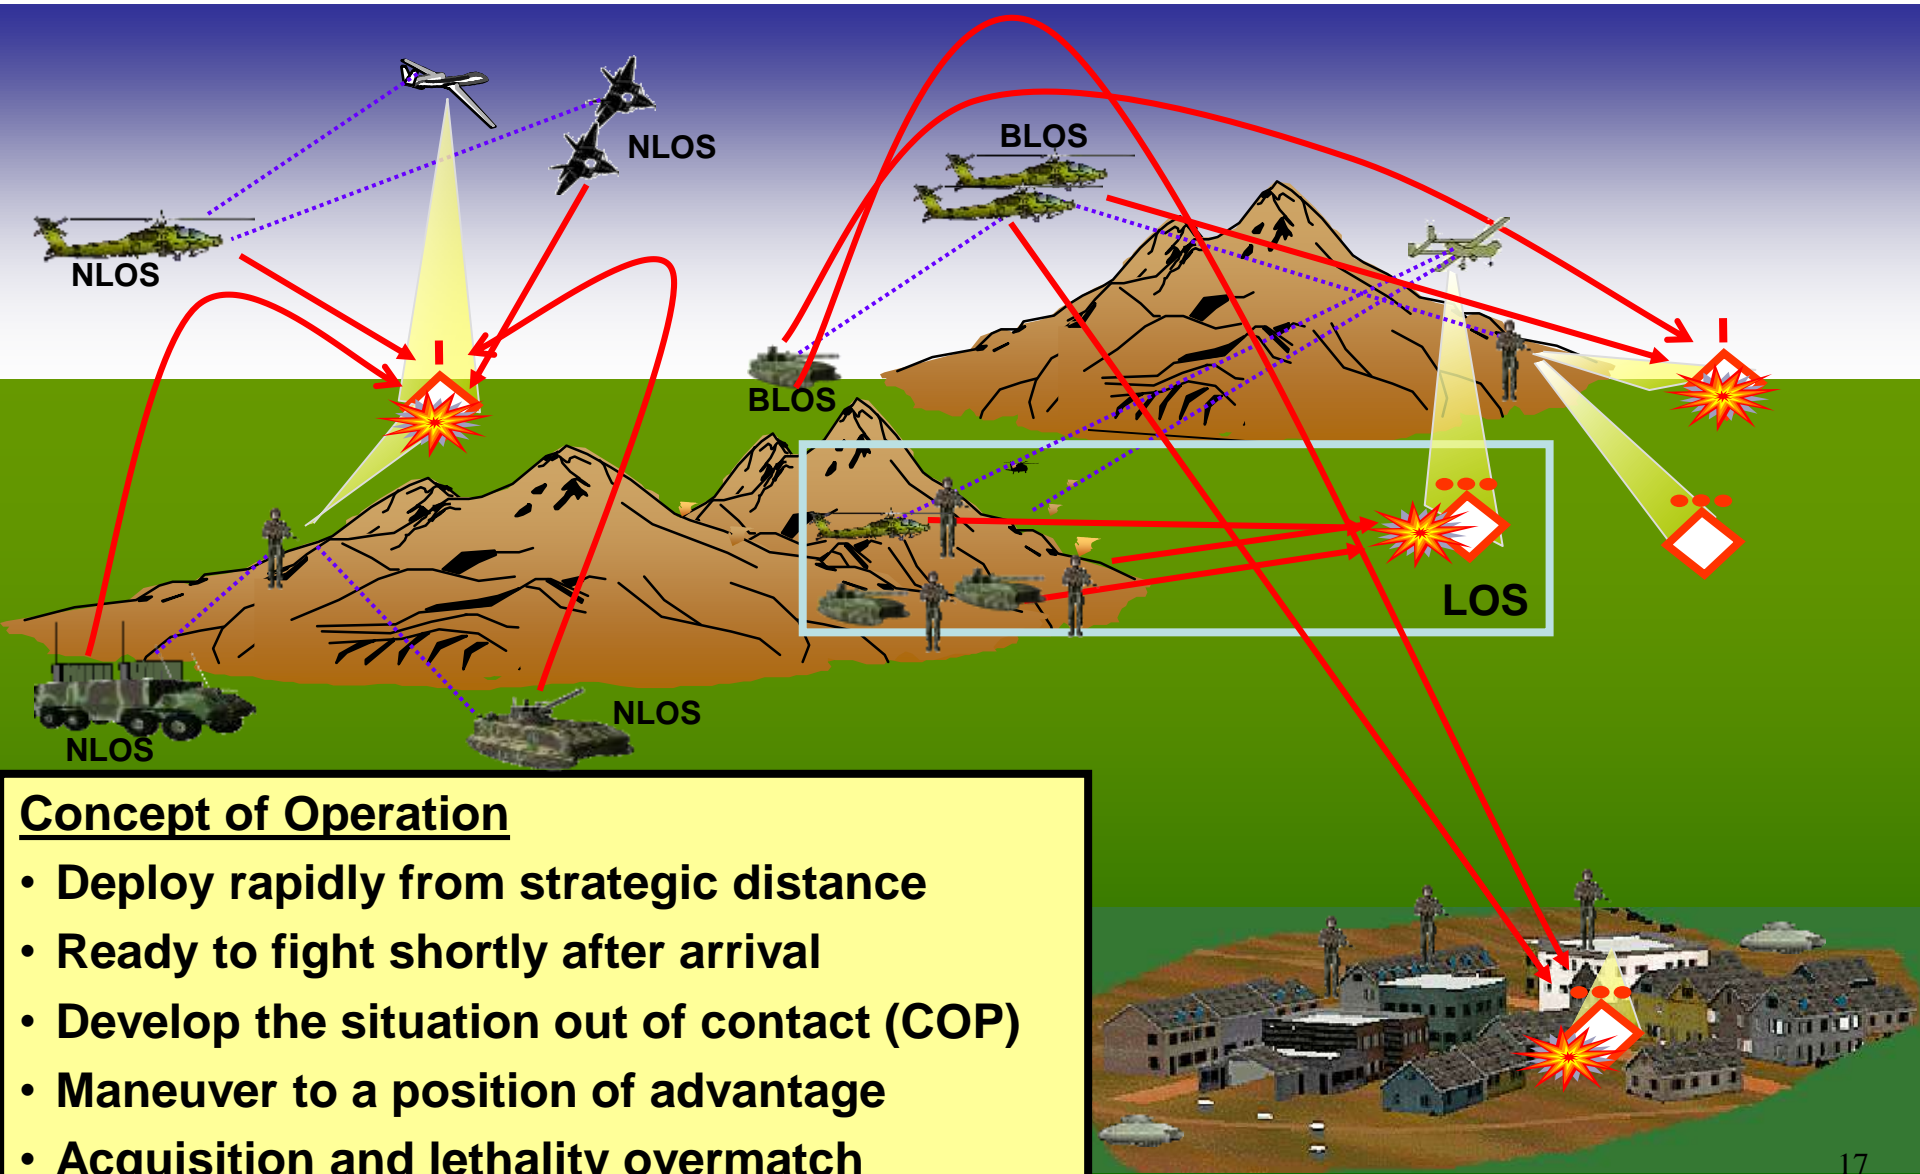 BLOS
NLOS
NLOS
BLOS
LOS
NLOS
NLOS
Concept of Operation
• Deploy rapidly from strategic distance
• Ready to fight shortly after arrival
• Develop the situation out of contact (COP)
• Maneuver to a position of advantage
• Acquisition and lethality overmatch
17